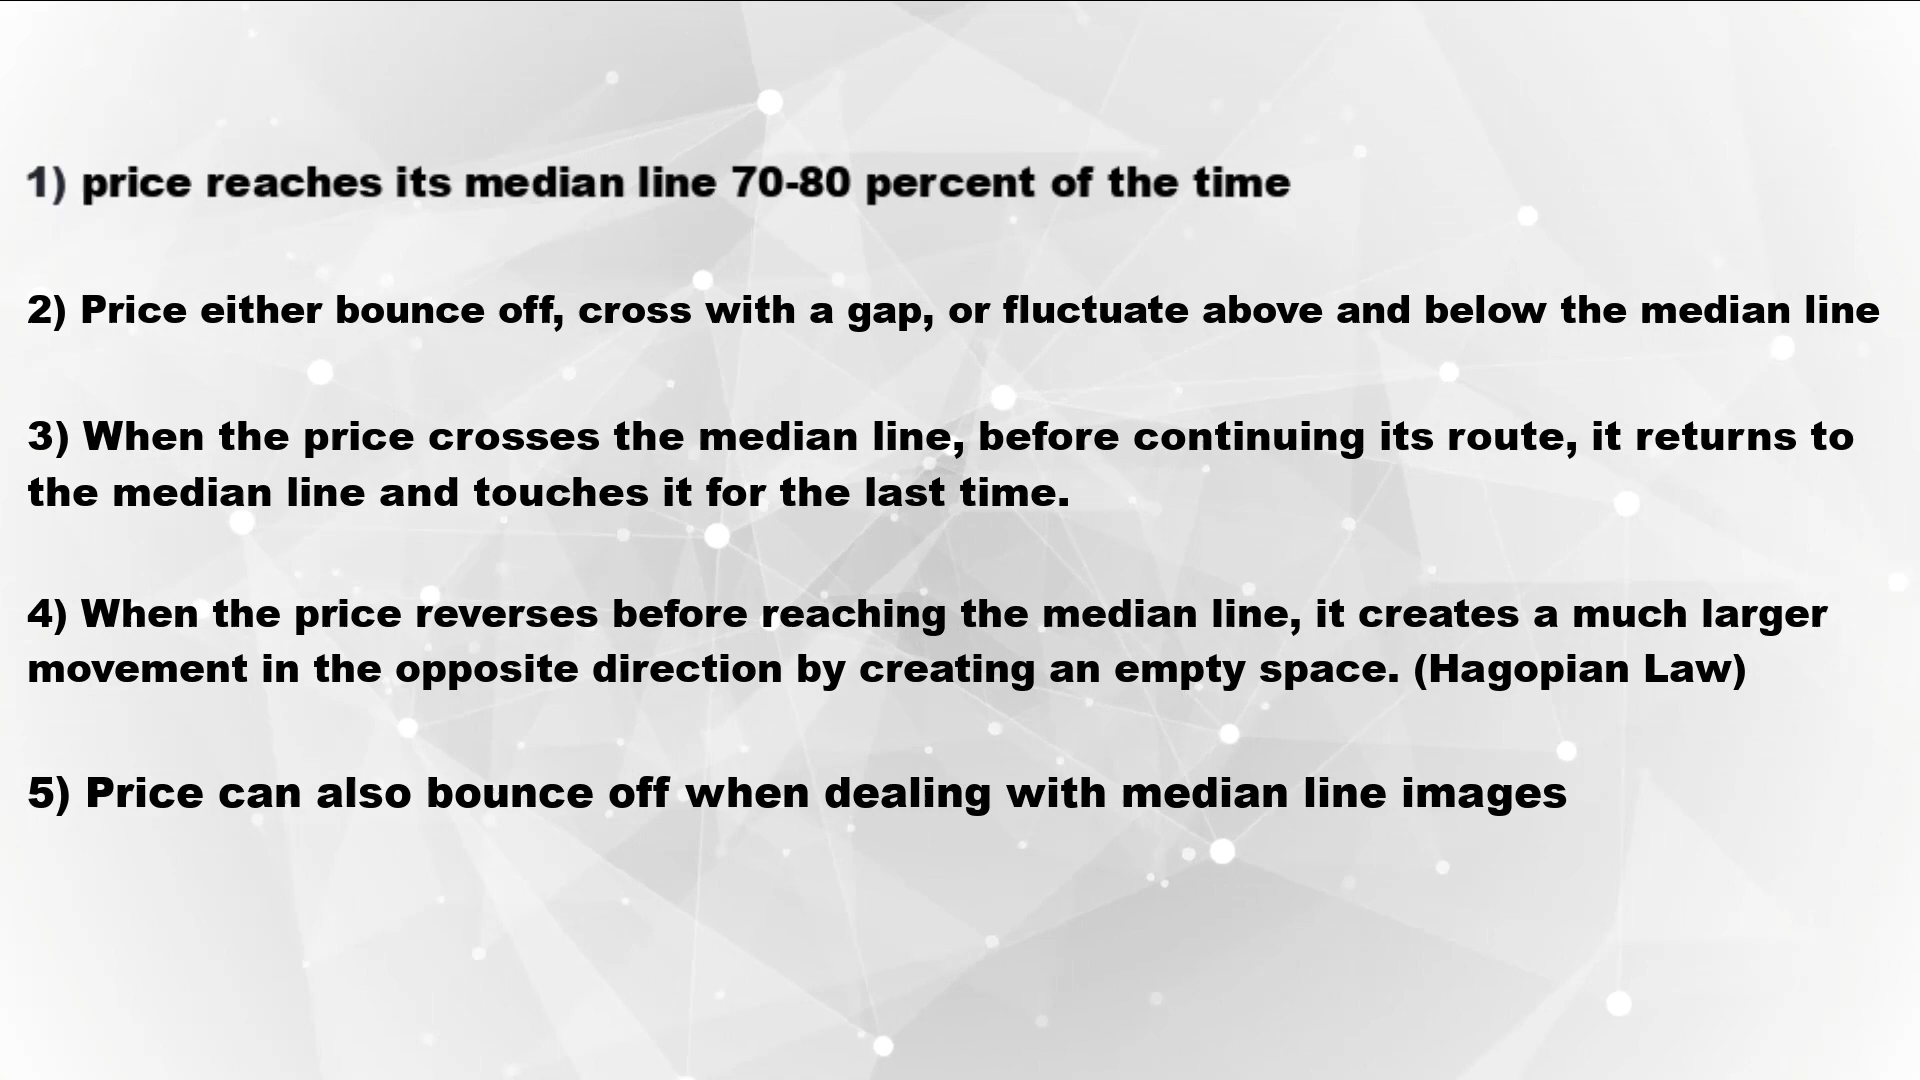 1) price reaches its median line 70-80 percent of the time
2) Price either bounce off, cross with a gap, or fluctuate above and below the median line
3) When the price crosses the median line, before continuing its route, it returns to
the median line and touches it for the last time.
4) When the price reverses before reaching the median line, it creates a much larger
movement in the opposite direction by creating an empty space. (Hagopian Law)
5) Price can also bounce off when dealing with median line images